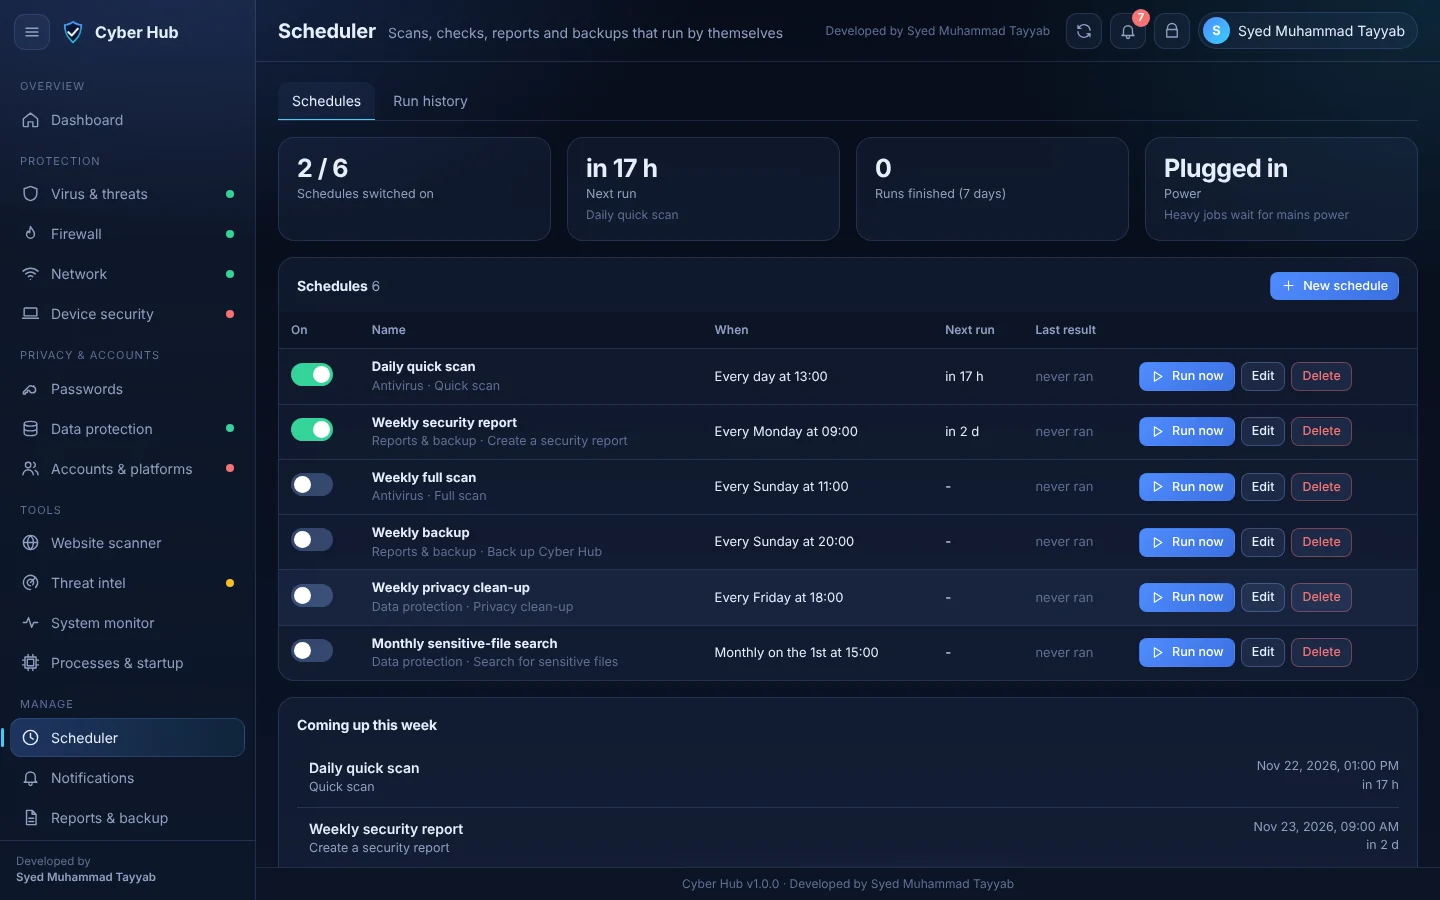 Cyber Hub
OVERVIEW
Dashboard
PROTECTION
Virus & threats
Firewall
Network
Device security
PRIVACY & ACCOUNTS
Passwords
Data protection
Accounts & platforms
TOOLS
Website scanner
Threat intel
System monitor
Processes & startup
MANAGE
Scheduler
Notifications
Reports & backup
Developed by
Syed Muhammad Tayyab
Scheduler Scans, checks, reports and backups that run by themselves
Developed by Syed Muhammad Tayyab
7
S Syed Muhammad Tayyab
Schedules Run history
2 / 6
Schedules switched on
in 17 h
Next run
Daily quick scan
0
Runs finished (7 days)
Plugged in
Power
Heavy jobs wait for mains power
Schedules 6
New schedule
On Name When Next run Last result
Daily quick scan
Antivirus · Quick scan
Every day at 13:00 in 17 h never ran Run now Edit Delete
Weekly security report
Reports & backup · Create a security report
Every Monday at 09:00 in 2 d never ran Run now Edit Delete
Weekly full scan
Antivirus · Full scan
Every Sunday at 11:00 - never ran Run now Edit Delete
Weekly backup
Reports & backup · Back up Cyber Hub
Every Sunday at 20:00 - never ran Run now Edit Delete
Weekly privacy clean-up
Data protection · Privacy clean-up
Every Friday at 18:00 - never ran Run now Edit Delete
Monthly sensitive-file search
Data protection · Search for sensitive files
Monthly on the 1st at 15:00 - never ran Run now Edit Delete
Coming up this week
Daily quick scan
Quick scan
Nov 22, 2026, 01:00 PM
in 17 h
Weekly security report
Create a security report
Nov 23, 2026, 09:00 AM
in 2 d
Cyber Hub v1.0.0 · Developed by Syed Muhammad Tayyab